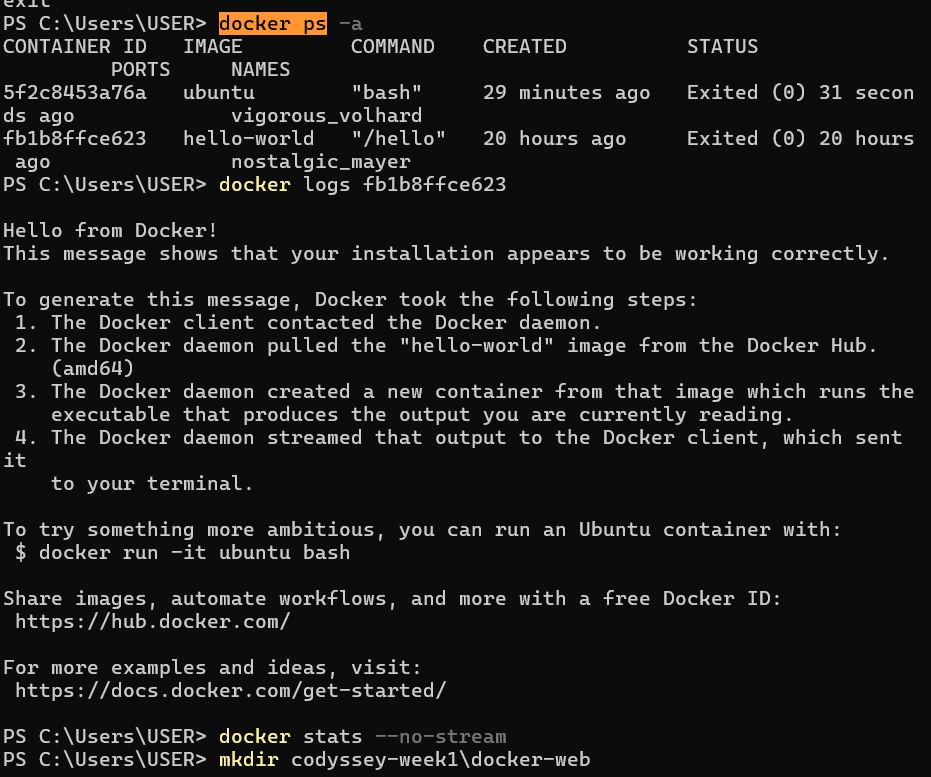 exit
PS C:\Users\USER> docker ps -a
CONTAINER ID   IMAGE         COMMAND    CREATED          STATUS
         PORTS     NAMES
5f2c8453a76a   ubuntu        "bash"     29 minutes ago   Exited (0) 31 secon
ds ago             vigorous_volhard
fb1b8ffce623   hello-world   "/hello"   20 hours ago     Exited (0) 20 hours
 ago               nostalgic_mayer
PS C:\Users\USER> docker logs fb1b8ffce623
Hello from Docker!
This message shows that your installation appears to be working correctly.
To generate this message, Docker took the following steps:
 1. The Docker client contacted the Docker daemon.
 2. The Docker daemon pulled the "hello-world" image from the Docker Hub.
    (amd64)
 3. The Docker daemon created a new container from that image which runs the
    executable that produces the output you are currently reading.
 4. The Docker daemon streamed that output to the Docker client, which sent
it
    to your terminal.
To try something more ambitious, you can run an Ubuntu container with:
 $ docker run -it ubuntu bash
Share images, automate workflows, and more with a free Docker ID:
 https://hub.docker.com/
For more examples and ideas, visit:
 https://docs.docker.com/get-started/
PS C:\Users\USER> docker stats --no-stream
PS C:\Users\USER> mkdir codyssey-week1\docker-web